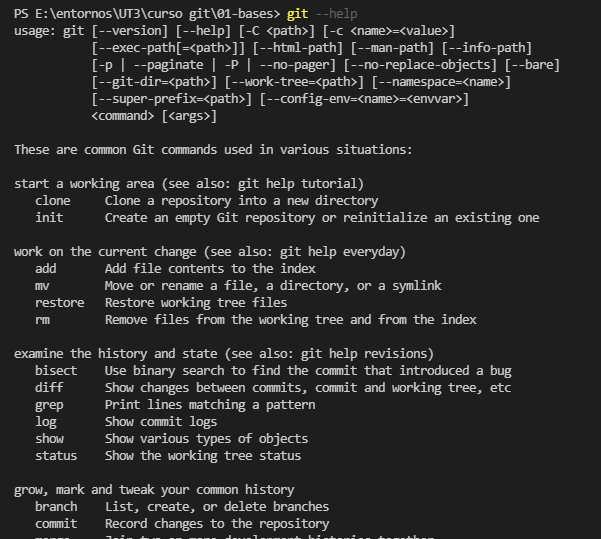 PS E:\entornos\UT3\curso git\01-bases> git --help
usage: git [--version] [--help] [-C <path>] [-c <name>=<value>]
           [--exec-path[=<path>]] [--html-path] [--man-path] [--info-path]
           [-p | --paginate | -P | --no-pager] [--no-replace-objects] [--bare]
           [--git-dir=<path>] [--work-tree=<path>] [--namespace=<name>]
           [--super-prefix=<path>] [--config-env=<name>=<envvar>]
           <command> [<args>]

These are common Git commands used in various situations:

start a working area (see also: git help tutorial)
   clone     Clone a repository into a new directory
   init      Create an empty Git repository or reinitialize an existing one

work on the current change (see also: git help everyday)
   add       Add file contents to the index
   mv        Move or rename a file, a directory, or a symlink
   restore   Restore working tree files
   rm        Remove files from the working tree and from the index

examine the history and state (see also: git help revisions)
   bisect    Use binary search to find the commit that introduced a bug
   diff      Show changes between commits, commit and working tree, etc
   grep      Print lines matching a pattern
   log       Show commit logs
   show      Show various types of objects
   status    Show the working tree status

grow, mark and tweak your common history
   branch    List, create, or delete branches
   commit    Record changes to the repository
   merge     Join two or more development histories together